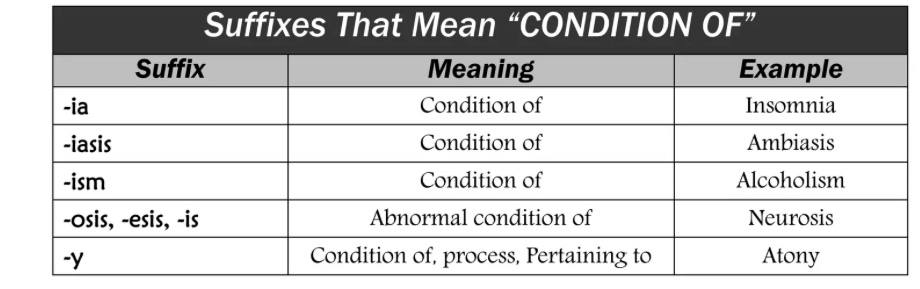 Suffixes That Mean “CONDITION OF”
Suffix Meaning Example
-ia Condition of Insomnia
-iasis Condition of Ambiasis
-ism Condition of Alcoholism
-osis, -esis, -is Abnormal condition of Neurosis
-y Condition of, process, Pertaining to Atony